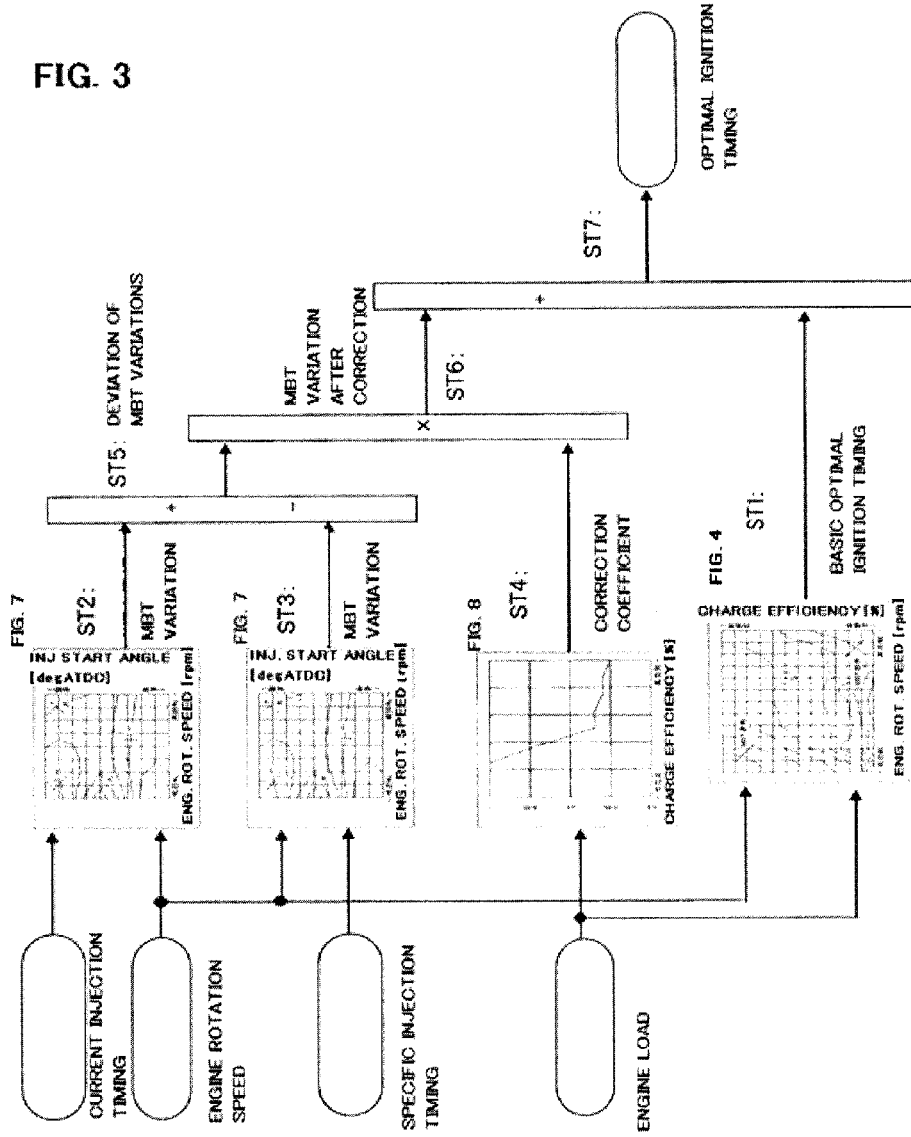 FIG. 3
CURRENT INJECTION
TIMING
ENGINE ROTATION
SPEED
SPECIFIC INJECTION
TIMING
ENGINE LOAD
FIG. 7
INJ START ANGLE
[degATDC]
ENG. ROT. SPEED [rpm]
ST2:
MBT
VARIATION
FIG. 7
INJ. START ANGLE
[degATDC]
ENG. ROT. SPEED [rpm]
ST3:
MBT
VARIATION
FIG. 8
CHARGE EFFICIENCY [%]
ST4:
CORRECTION
COEFFICIENT
FIG. 4
CHARGE EFFICIENCY [%]
ENG. ROT SPEED [rpm]
ST1:
BASIC OPTIMAL
IGNITION TIMING
+
-
ST5: DEVIATION OF
MBT VARIATIONS
X
MBT
VARIATION
AFTER
CORRECTION
ST6:
+
ST7:
OPTIMAL IGNITION
TIMING